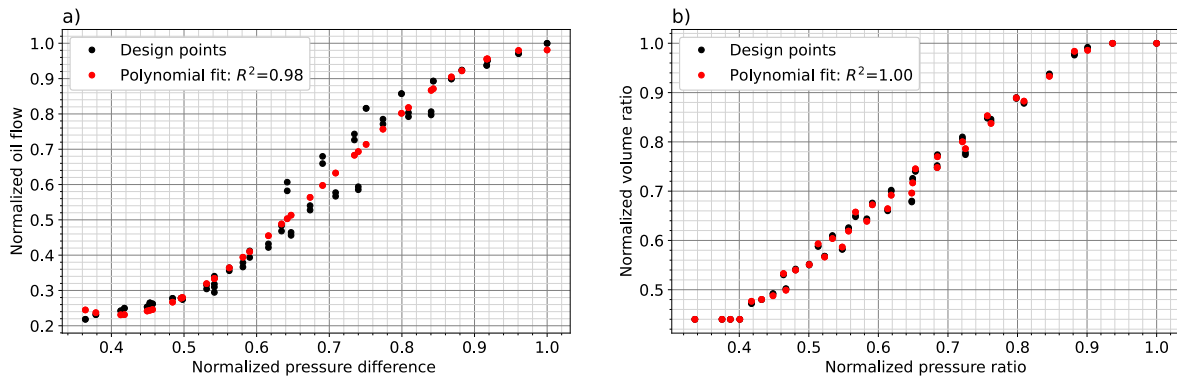 a)
Design points
Polynomial fit: R²=0.98
Normalized oil flow
1.0
0.9
0.8
0.7
0.6
0.5
0.4
0.3
0.2
0.4 0.5 0.6 0.7 0.8 0.9 1.0
Normalized pressure difference
b)
Design points
Polynomial fit: R²=1.00
Normalized volume ratio
1.0
0.9
0.8
0.7
0.6
0.5
0.4 0.5 0.6 0.7 0.8 0.9 1.0
Normalized pressure ratio